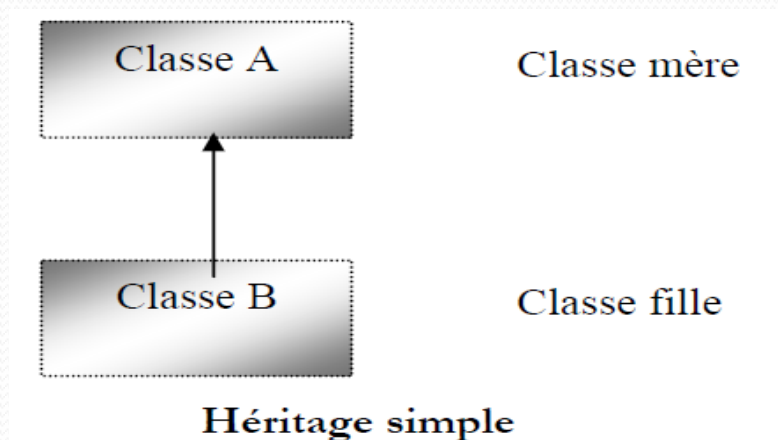 Classe A
Classe mère
Classe B
Classe fille
Héritage simple